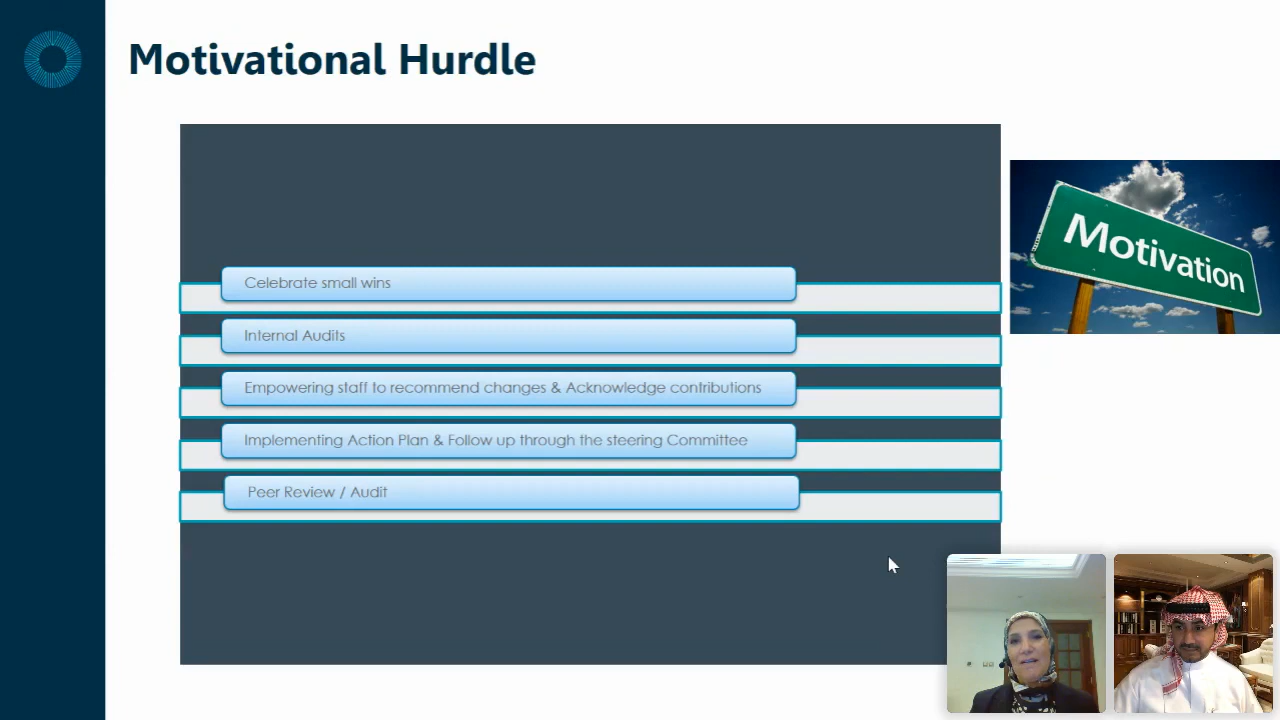 Motivational Hurdle
Motivation
Celebrate small wins
Internal Audits
Empowering staff to recommend changes & Acknowledge contributions
Implementing Action Plan & Follow up through the steering Committee
Peer Review / Audit